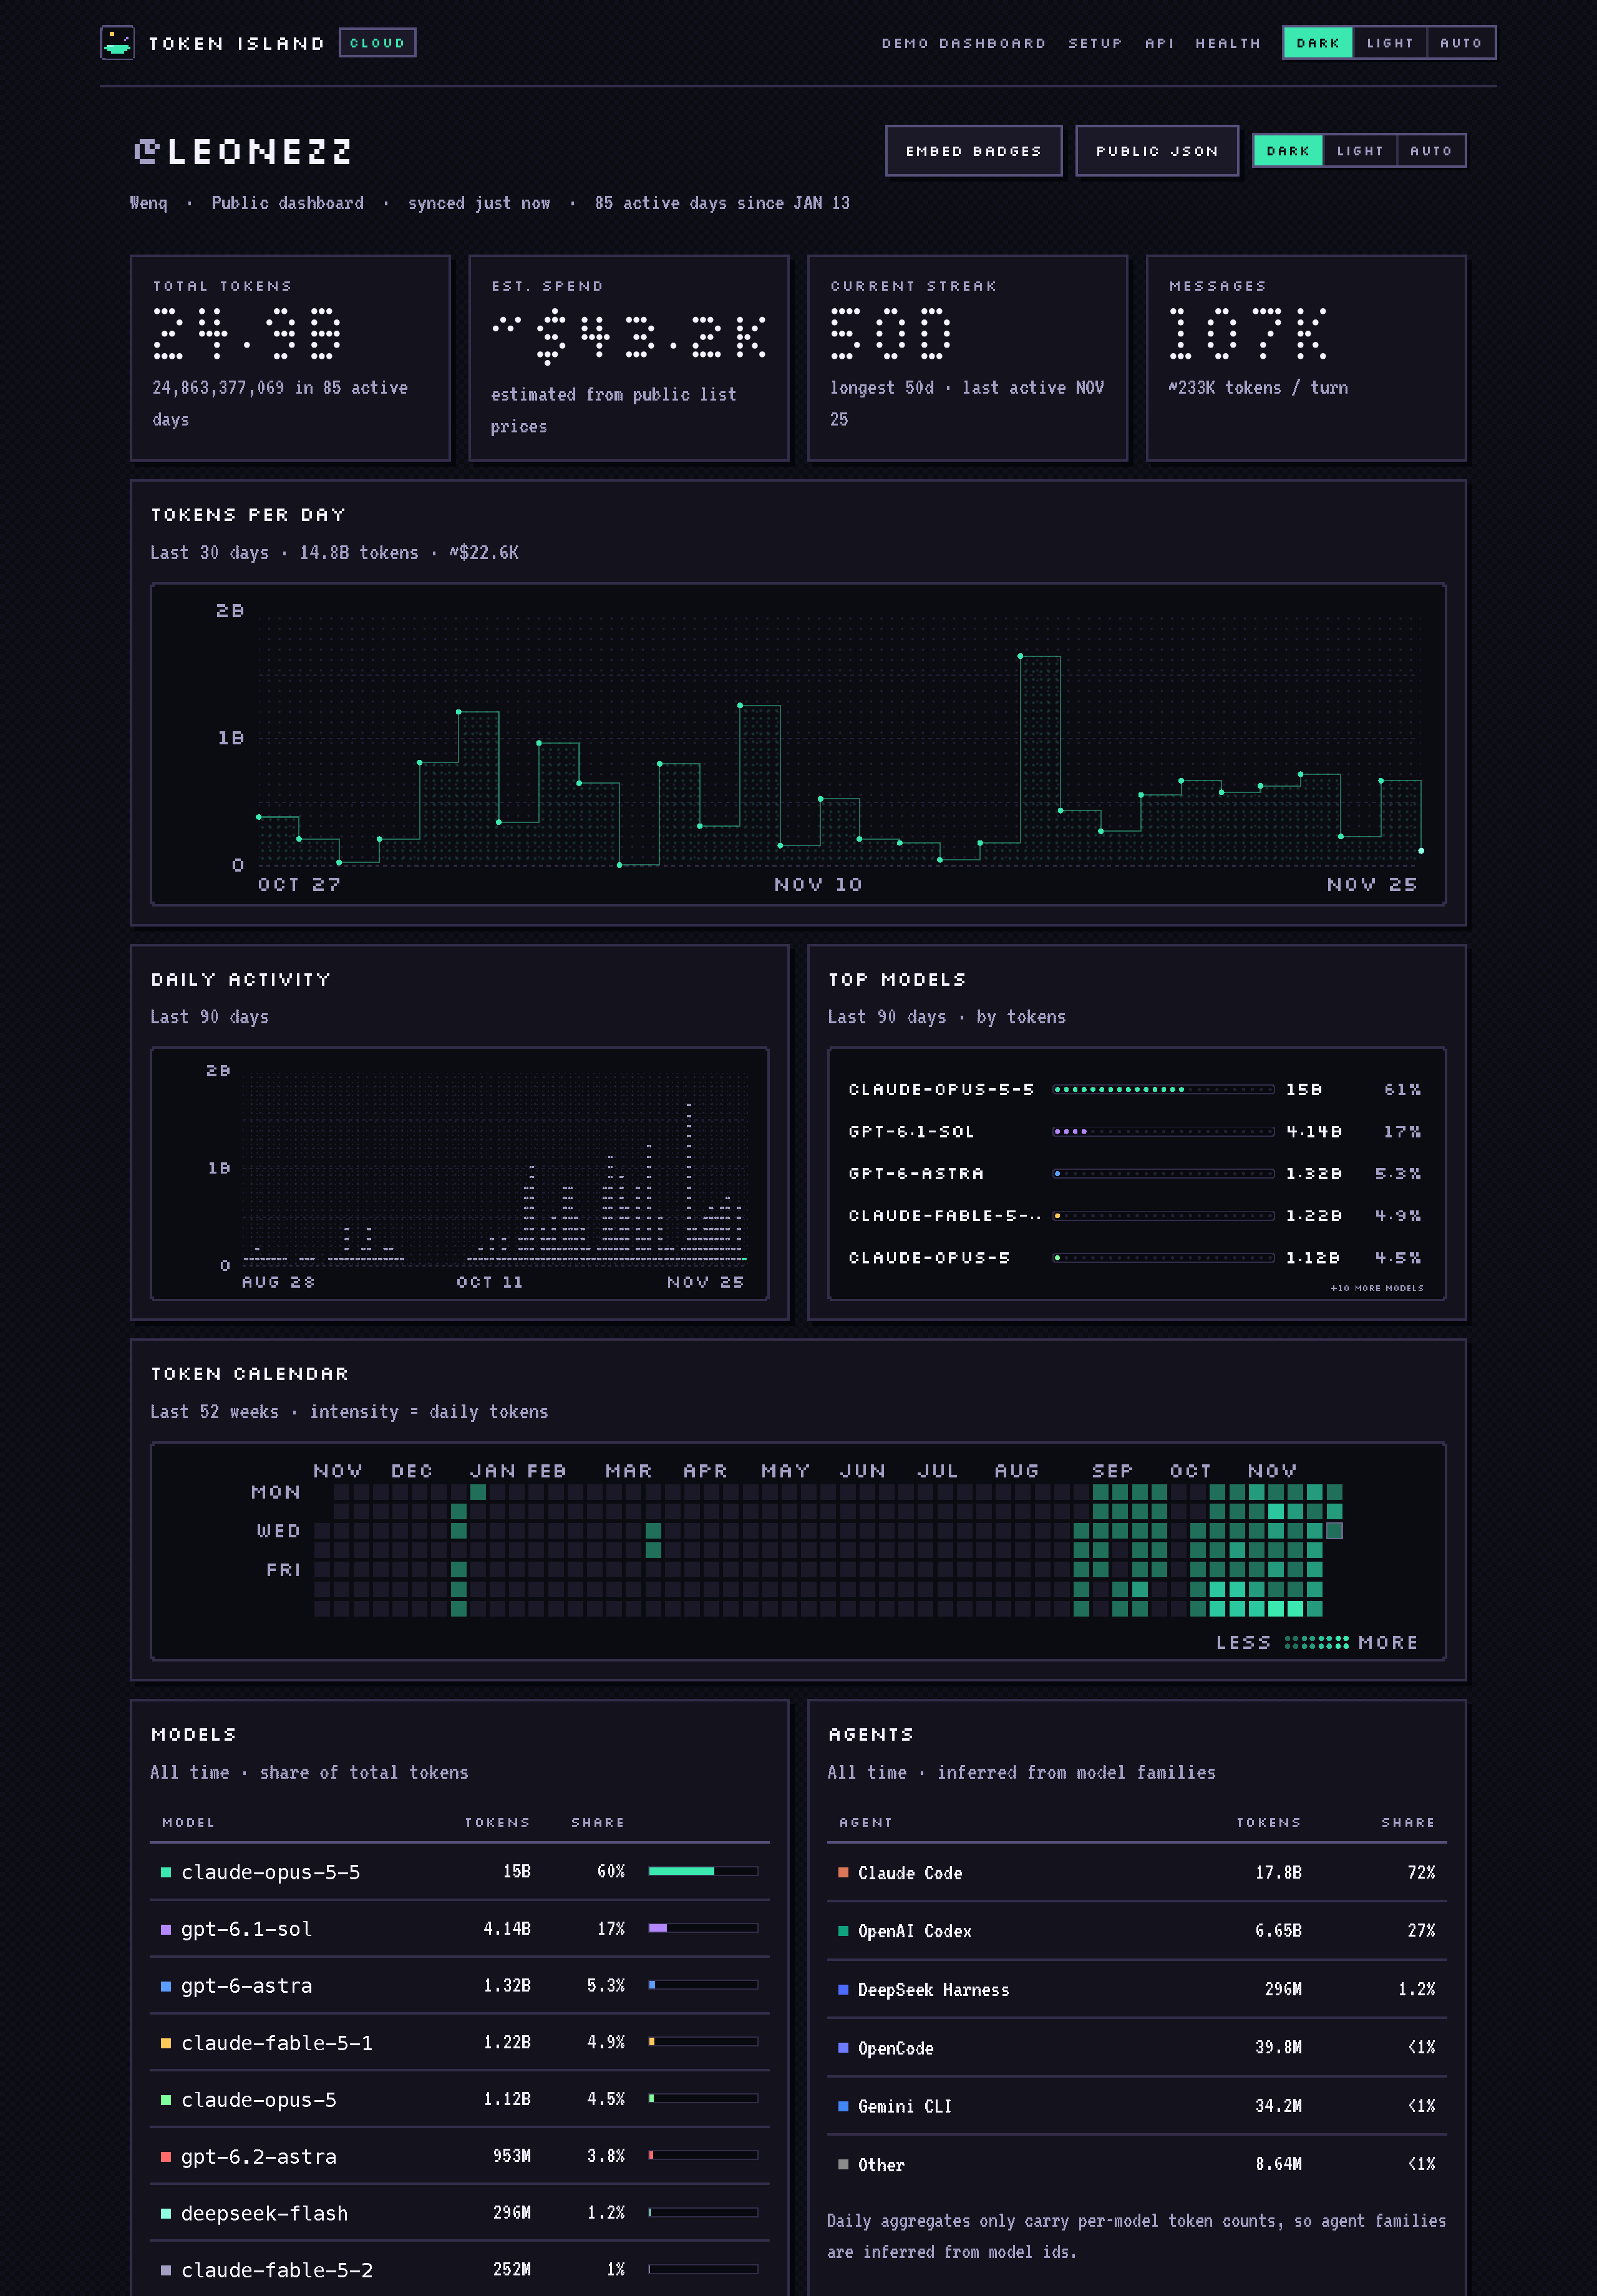 TOKEN ISLAND CLOUD DEMO DASHBOARD SETUP API HEALTH DARK LIGHT AUTO
@LEONEZZ EMBED BADGES PUBLIC JSON DARK LIGHT AUTO
Wenq · Public dashboard · synced just now · 85 active days since JAN 13
TOTAL TOKENS
24.9B
24,863,377,069 in 85 active
days
EST. SPEND
~$43.2K
estimated from public list
prices
CURRENT STREAK
50D
longest 50d · last active NOV
25
MESSAGES
107K
~233K tokens / turn
TOKENS PER DAY
Last 30 days · 14.8B tokens · ~$22.6K
2B
1B
0
OCT 27 NOV 10 NOV 25
DAILY ACTIVITY
Last 90 days
2B
1B
0
AUG 28 OCT 11 NOV 25
TOP MODELS
Last 90 days · by tokens
CLAUDE-OPUS-5-5 15B 61%
GPT-6.1-SOL 4.14B 17%
GPT-6-ASTRA 1.32B 5.3%
CLAUDE-FABLE-5-.. 1.22B 4.9%
CLAUDE-OPUS-5 1.12B 4.5%
+10 MORE MODELS
TOKEN CALENDAR
Last 52 weeks · intensity = daily tokens
NOV DEC JAN FEB MAR APR MAY JUN JUL AUG SEP OCT NOV
MON
WED
FRI
LESS MORE
MODELS
All time · share of total tokens
MODEL TOKENS SHARE
claude-opus-5-5 15B 60%
gpt-6.1-sol 4.14B 17%
gpt-6-astra 1.32B 5.3%
claude-fable-5-1 1.22B 4.9%
claude-opus-5 1.12B 4.5%
gpt-6.2-astra 953M 3.8%
deepseek-flash 296M 1.2%
claude-fable-5-2 252M 1%
AGENTS
All time · inferred from model families
AGENT TOKENS SHARE
Claude Code 17.8B 72%
OpenAI Codex 6.65B 27%
DeepSeek Harness 296M 1.2%
OpenCode 39.8M <1%
Gemini CLI 34.2M <1%
Other 8.64M <1%
Daily aggregates only carry per-model token counts, so agent families
are inferred from model ids.